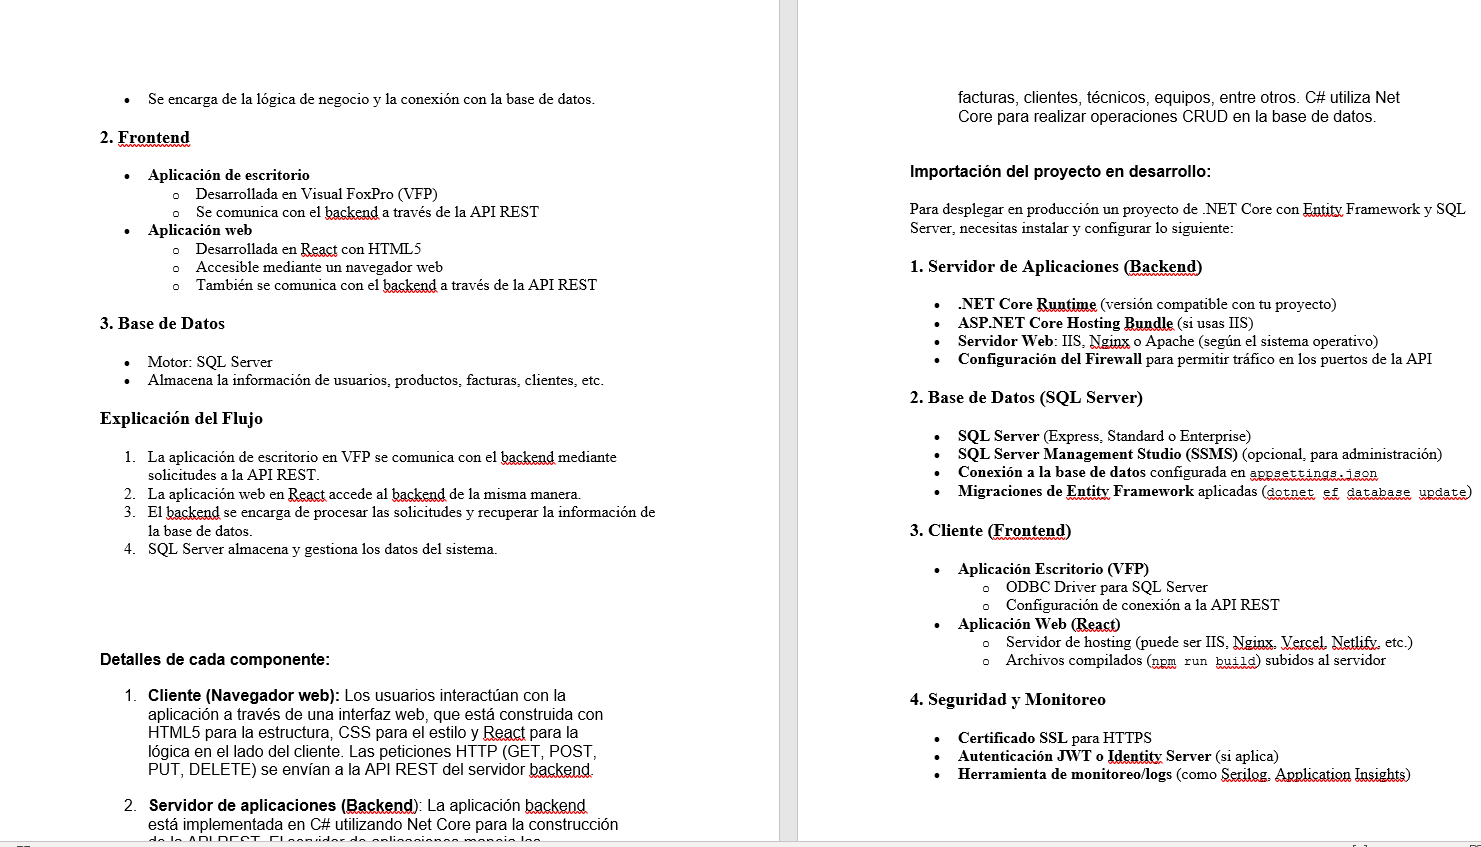 • Se encarga de la lógica de negocio y la conexión con la base de datos.
2. Frontend
• Aplicación de escritorio
o Desarrollada en Visual FoxPro (VFP)
o Se comunica con el backend a través de la API REST
• Aplicación web
o Desarrollada en React con HTML5
o Accesible mediante un navegador web
o También se comunica con el backend a través de la API REST
3. Base de Datos
• Motor: SQL Server
• Almacena la información de usuarios, productos, facturas, clientes, etc.
Explicación del Flujo
1. La aplicación de escritorio en VFP se comunica con el backend mediante
solicitudes a la API REST.
2. La aplicación web en React accede al backend de la misma manera.
3. El backend se encarga de procesar las solicitudes y recuperar la información de
la base de datos.
4. SQL Server almacena y gestiona los datos del sistema.
Detalles de cada componente:
1. Cliente (Navegador web): Los usuarios interactúan con la
aplicación a través de una interfaz web, que está construida con
HTML5 para la estructura, CSS para el estilo y React para la
lógica en el lado del cliente. Las peticiones HTTP (GET, POST,
PUT, DELETE) se envían a la API REST del servidor backend.
2. Servidor de aplicaciones (Backend): La aplicación backend
está implementada en C# utilizando Net Core para la construcción
de la API REST. El servidor de aplicaciones maneja las
facturas, clientes, técnicos, equipos, entre otros. C# utiliza Net
Core para realizar operaciones CRUD en la base de datos.
Importación del proyecto en desarrollo:
Para desplegar en producción un proyecto de .NET Core con Entity Framework y SQL
Server, necesitas instalar y configurar lo siguiente:
1. Servidor de Aplicaciones (Backend)
• .NET Core Runtime (versión compatible con tu proyecto)
• ASP.NET Core Hosting Bundle (si usas IIS)
• Servidor Web: IIS, Nginx o Apache (según el sistema operativo)
• Configuración del Firewall para permitir tráfico en los puertos de la API
2. Base de Datos (SQL Server)
• SQL Server (Express, Standard o Enterprise)
• SQL Server Management Studio (SSMS) (opcional, para administración)
• Conexión a la base de datos configurada en appsettings.json
• Migraciones de Entity Framework aplicadas (dotnet ef database update)
3. Cliente (Frontend)
• Aplicación Escritorio (VFP)
o ODBC Driver para SQL Server
o Configuración de conexión a la API REST
• Aplicación Web (React)
o Servidor de hosting (puede ser IIS, Nginx, Vercel, Netlify, etc.)
o Archivos compilados (npm run build) subidos al servidor
4. Seguridad y Monitoreo
• Certificado SSL para HTTPS
• Autenticación JWT o Identity Server (si aplica)
• Herramienta de monitoreo/logs (como Serilog, Application Insights)